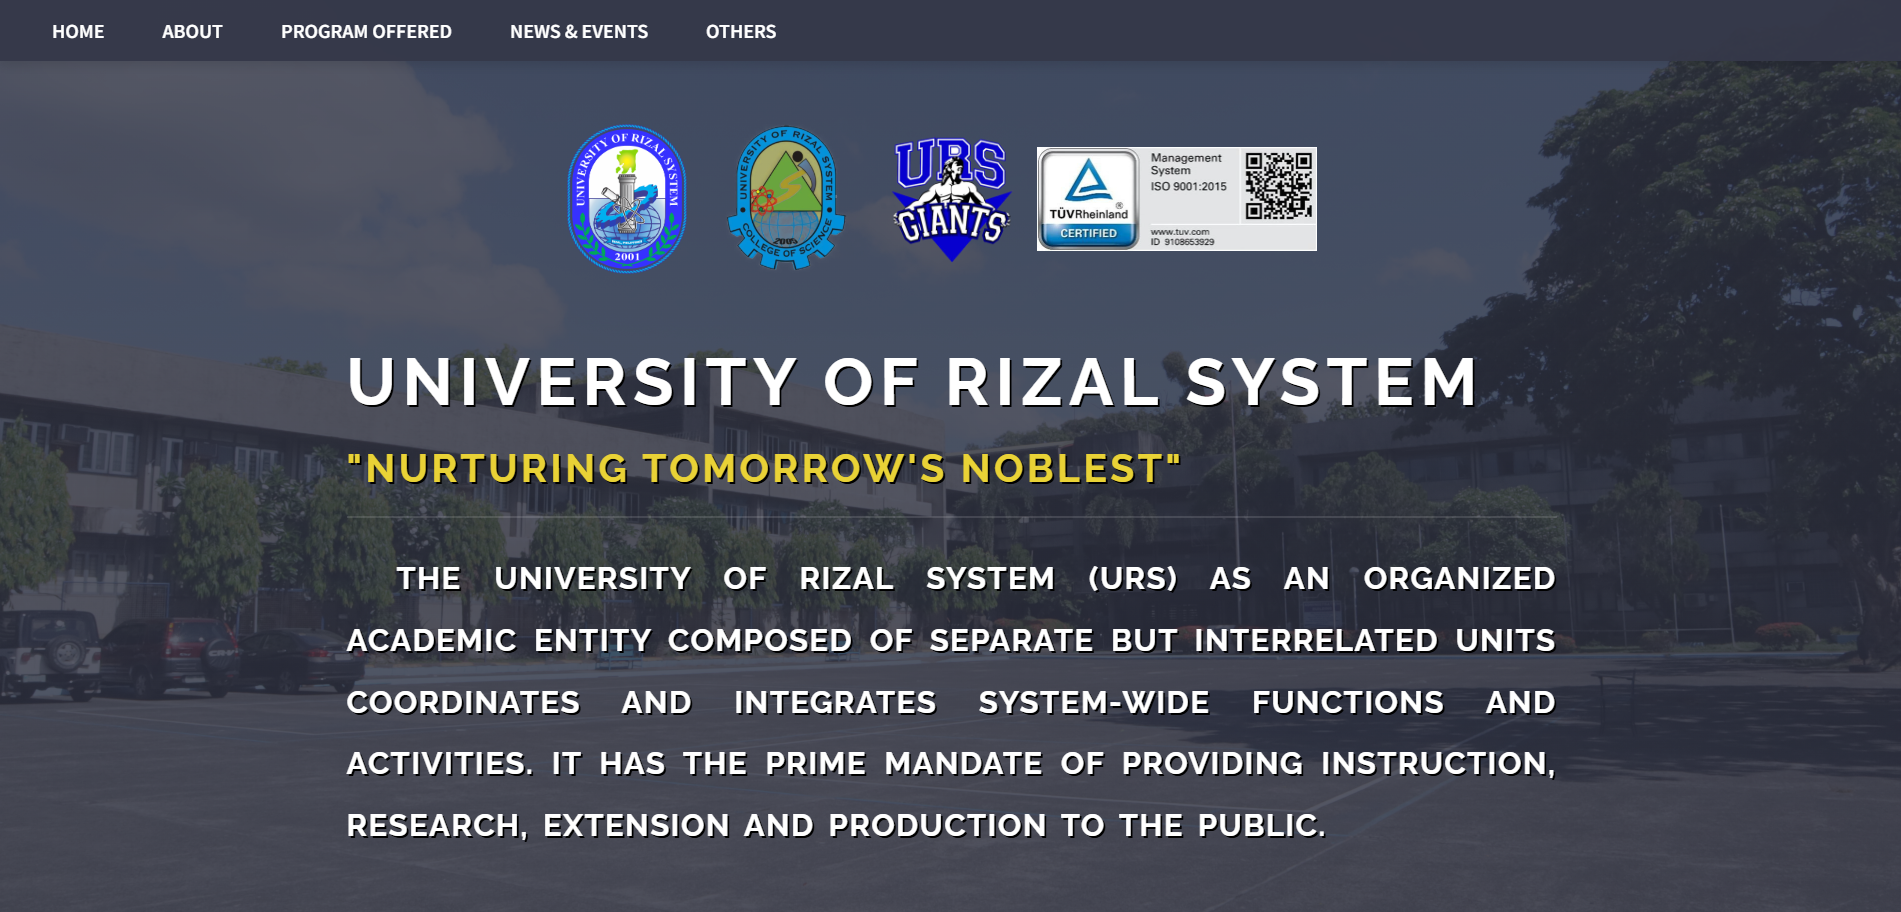 HOME ABOUT PROGRAM OFFERED NEWS & EVENTS OTHERS
UNIVERSITY OF RIZAL SYSTEM
2001
UNIVERSITY OF RIZAL SYSTEM
2005
COLLEGE OF SCIENCE
URS
GIANTS
TÜVRheinland®
CERTIFIED
Management
System
ISO 9001:2015
www.tuv.com
ID 9108653929
UNIVERSITY OF RIZAL SYSTEM
"NURTURING TOMORROW'S NOBLEST"
THE UNIVERSITY OF RIZAL SYSTEM (URS) AS AN ORGANIZED
ACADEMIC ENTITY COMPOSED OF SEPARATE BUT INTERRELATED UNITS
COORDINATES AND INTEGRATES SYSTEM-WIDE FUNCTIONS AND
ACTIVITIES. IT HAS THE PRIME MANDATE OF PROVIDING INSTRUCTION,
RESEARCH, EXTENSION AND PRODUCTION TO THE PUBLIC.